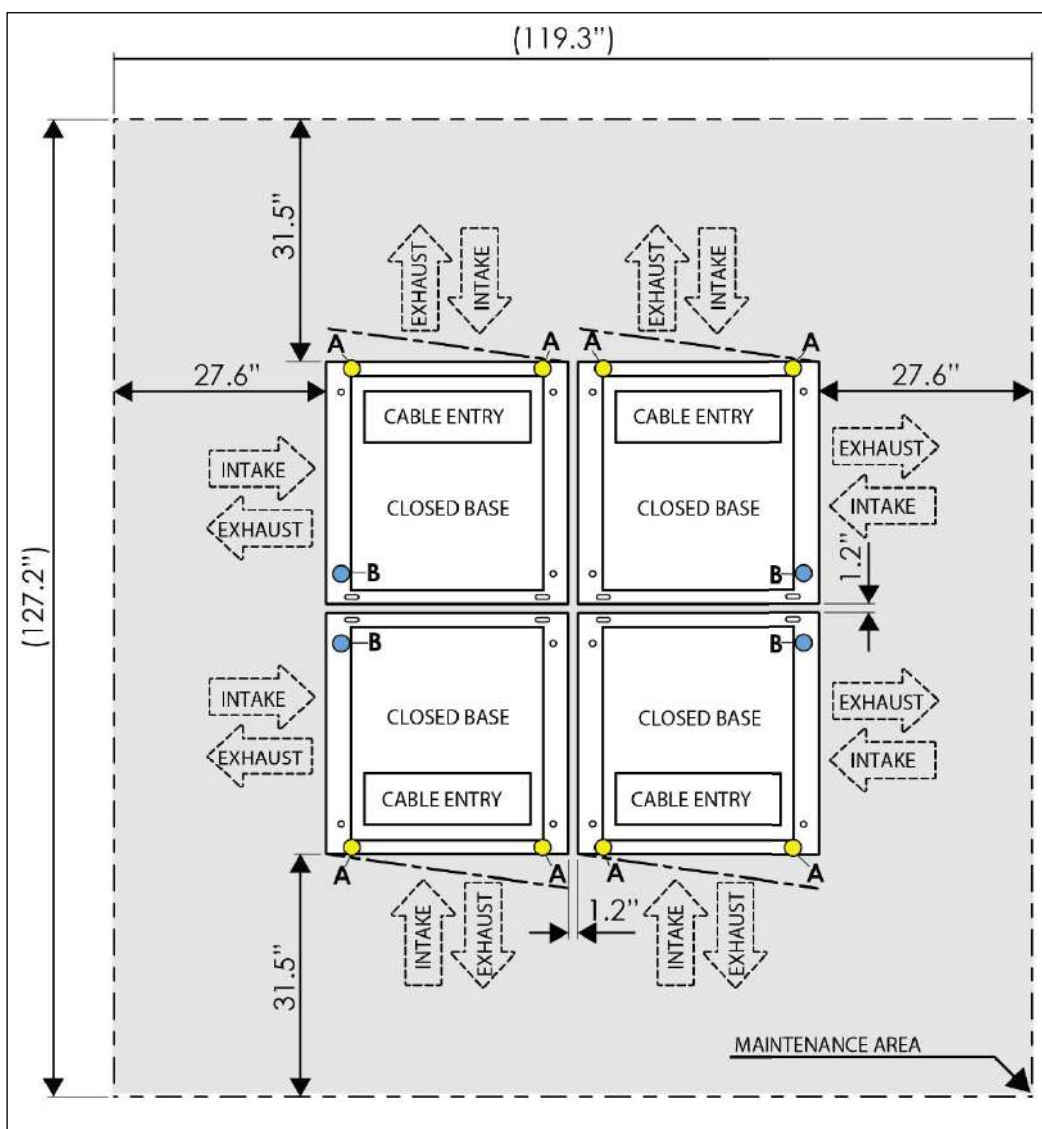 (119.3")
31.5"
EXHAUST
INTAKE
EXHAUST
INTAKE
A
A
A
A
27.6"
27.6"
CABLE ENTRY
CABLE ENTRY
INTAKE
EXHAUST
EXHAUST
INTAKE
CLOSED BASE
CLOSED BASE
1.2"
B
B
(127.2")
B
B
INTAKE
EXHAUST
EXHAUST
INTAKE
CLOSED BASE
CLOSED BASE
CABLE ENTRY
CABLE ENTRY
A
A
A
A
31.5"
INTAKE
EXHAUST
1.2"
INTAKE
EXHAUST
MAINTENANCE AREA